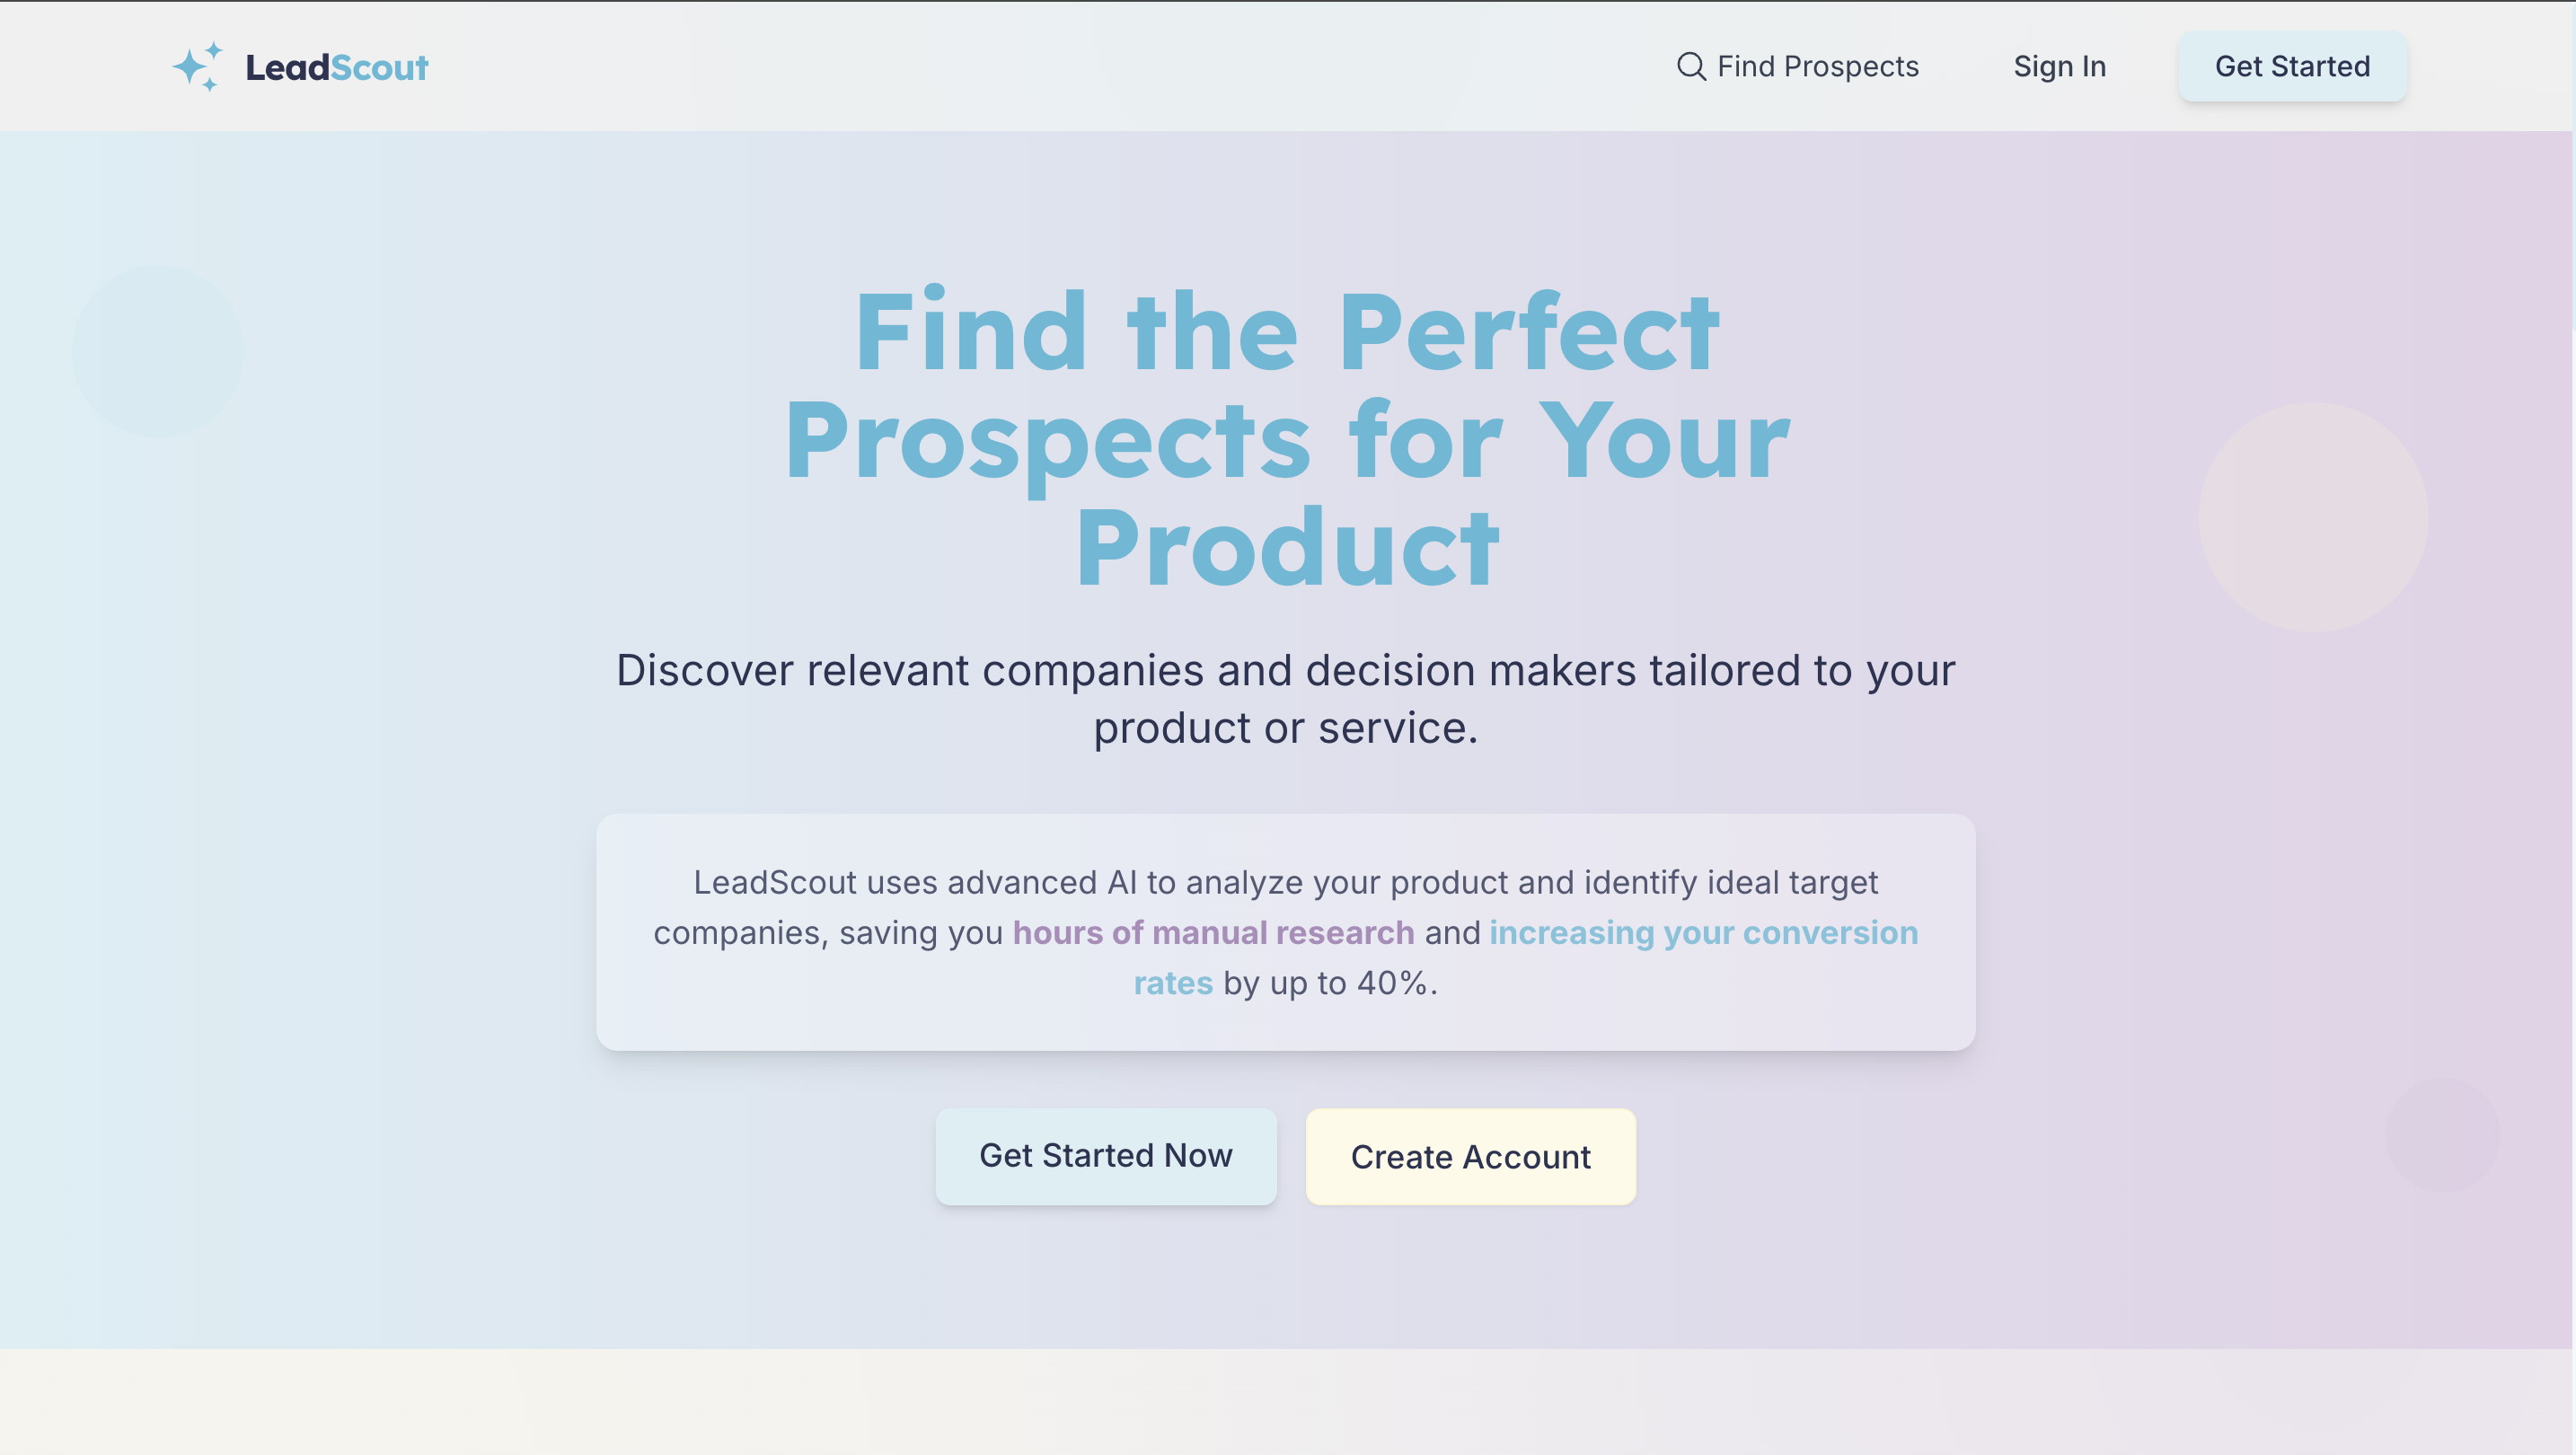 LeadScout
Find Prospects
Sign In
Get Started
Find the Perfect
Prospects for Your
Product
Discover relevant companies and decision makers tailored to your
product or service.
LeadScout uses advanced AI to analyze your product and identify ideal target
companies, saving you hours of manual research and increasing your conversion
rates by up to 40%.
Get Started Now
Create Account